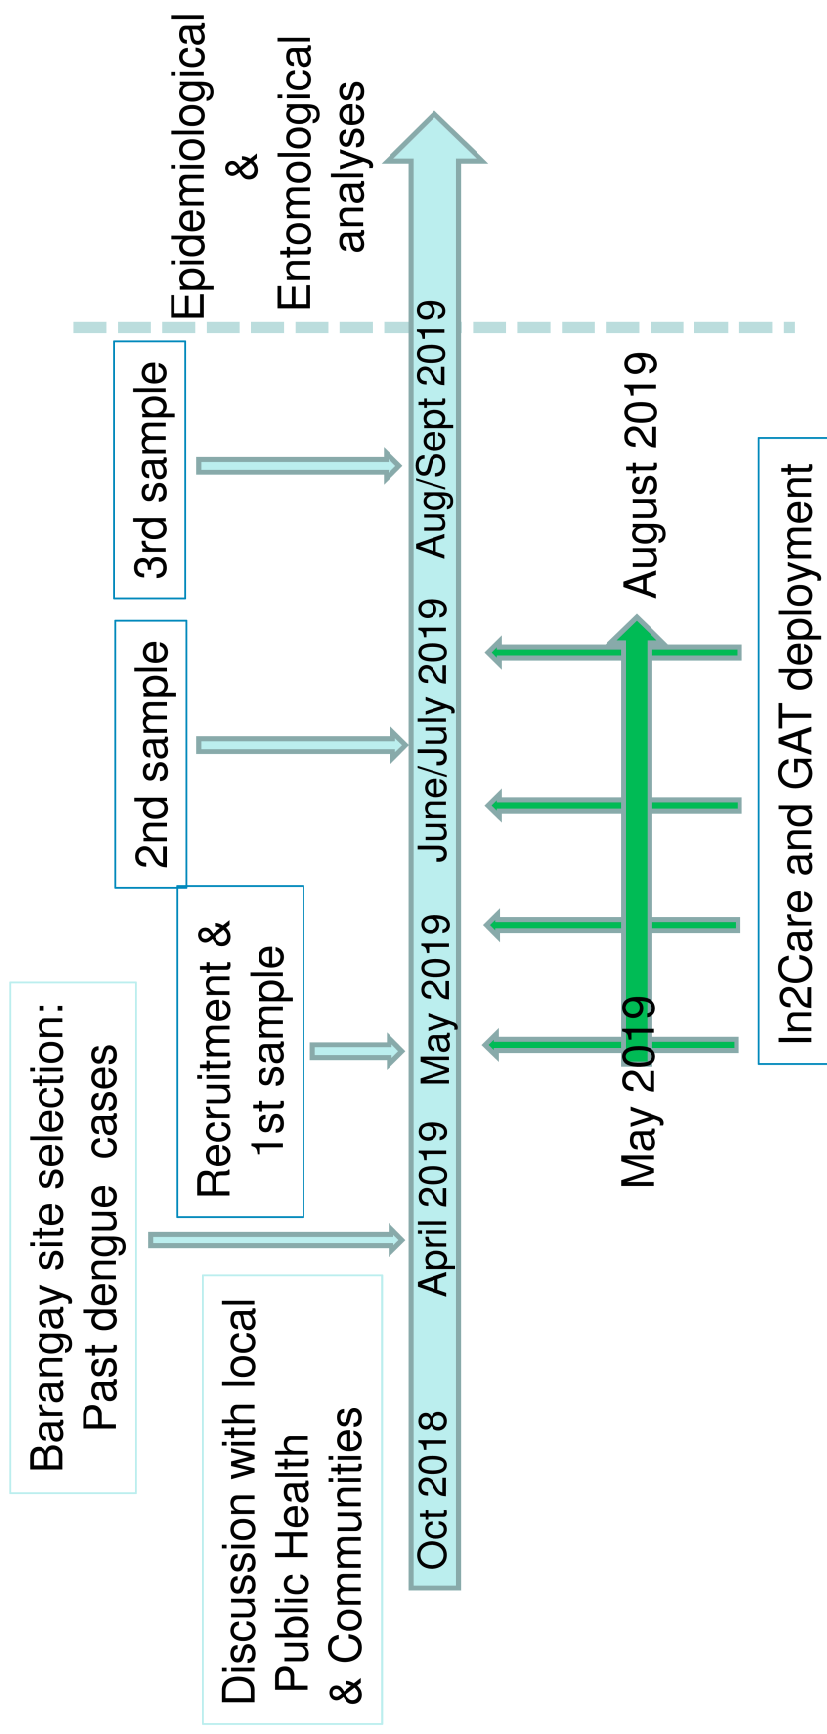 Barangay site selection:
Past dengue cases
Discussion with local
Public Health
& Communities
Recruitment &
1st sample
2nd sample
3rd sample
Epidemiological
&
Entomological
analyses
Oct 2018
April 2019
May 2019
June/July 2019
Aug/Sept 2019
May 2019
August 2019
In2Care and GAT deployment